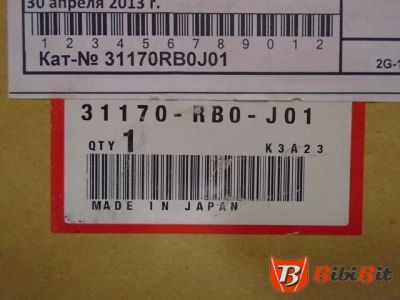 30 апреля 2013 г.
1 2 3 4 5 6 7 8 9 0 1 2
Кат-№ 31170RB0J01
2G-1
31170-RB0-J01
QTY 1 K3A23
MADE IN JAPAN
BibiBit